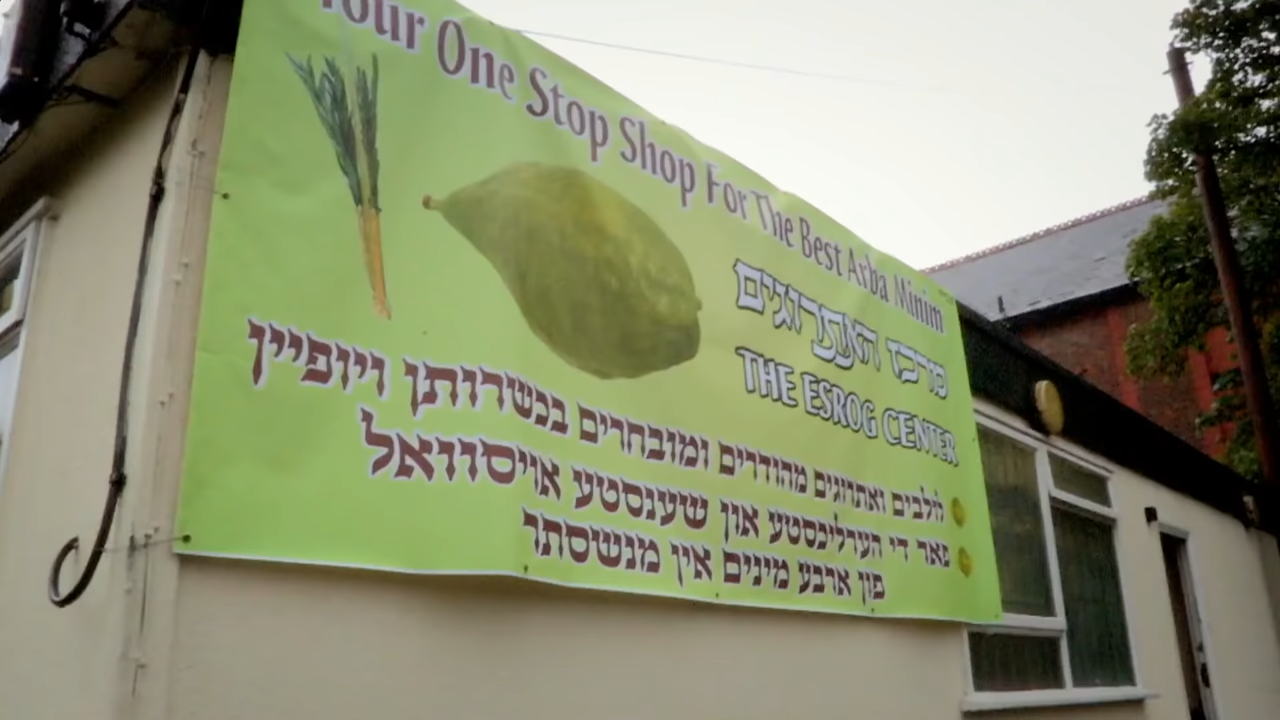 Your One Stop Shop For The Best Arba Minim
מרכז האתרוגים
THE ESROG CENTER
לולבים ואתרוגים מהודרים ומובחרים בכשרותן ויופיין
פאר די הערליכסטע און שענסטע אויסוואל
פון ארבע מינים אין מנשסתר